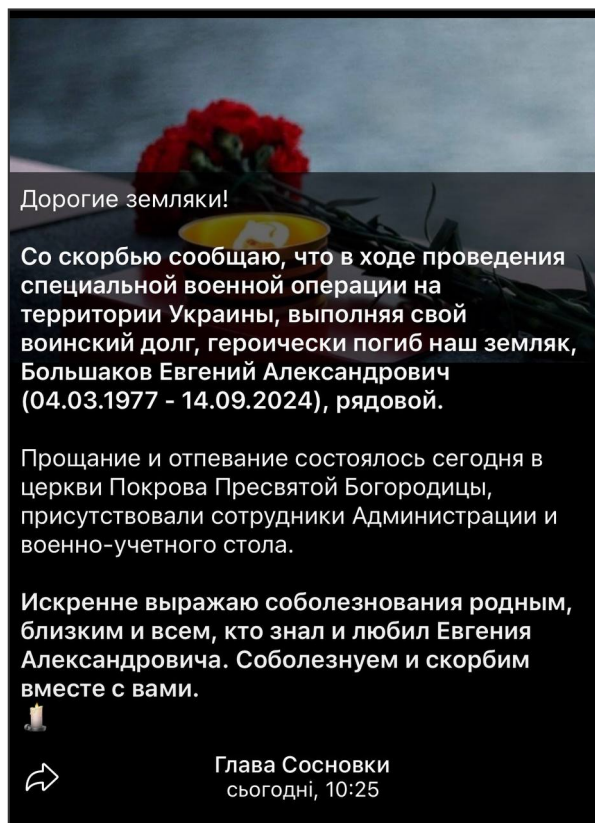 Дорогие земляки!
Со скорбью сообщаю, что в ходе проведения
специальной военной операции на
территории Украины, выполняя свой
воинский долг, героически погиб наш земляк,
Большаков Евгений Александрович
(04.03.1977 - 14.09.2024), рядовой.
Прощание и отпевание состоялось сегодня в
церкви Покрова Пресвятой Богородицы,
присутствовали сотрудники Администрации и
военно-учетного стола.
Искренне выражаю соболезнования родным,
близким и всем, кто знал и любил Евгения
Александровича. Соболезнуем и скорбим
вместе с вами.
Глава Сосновки
сьогодні, 10:25